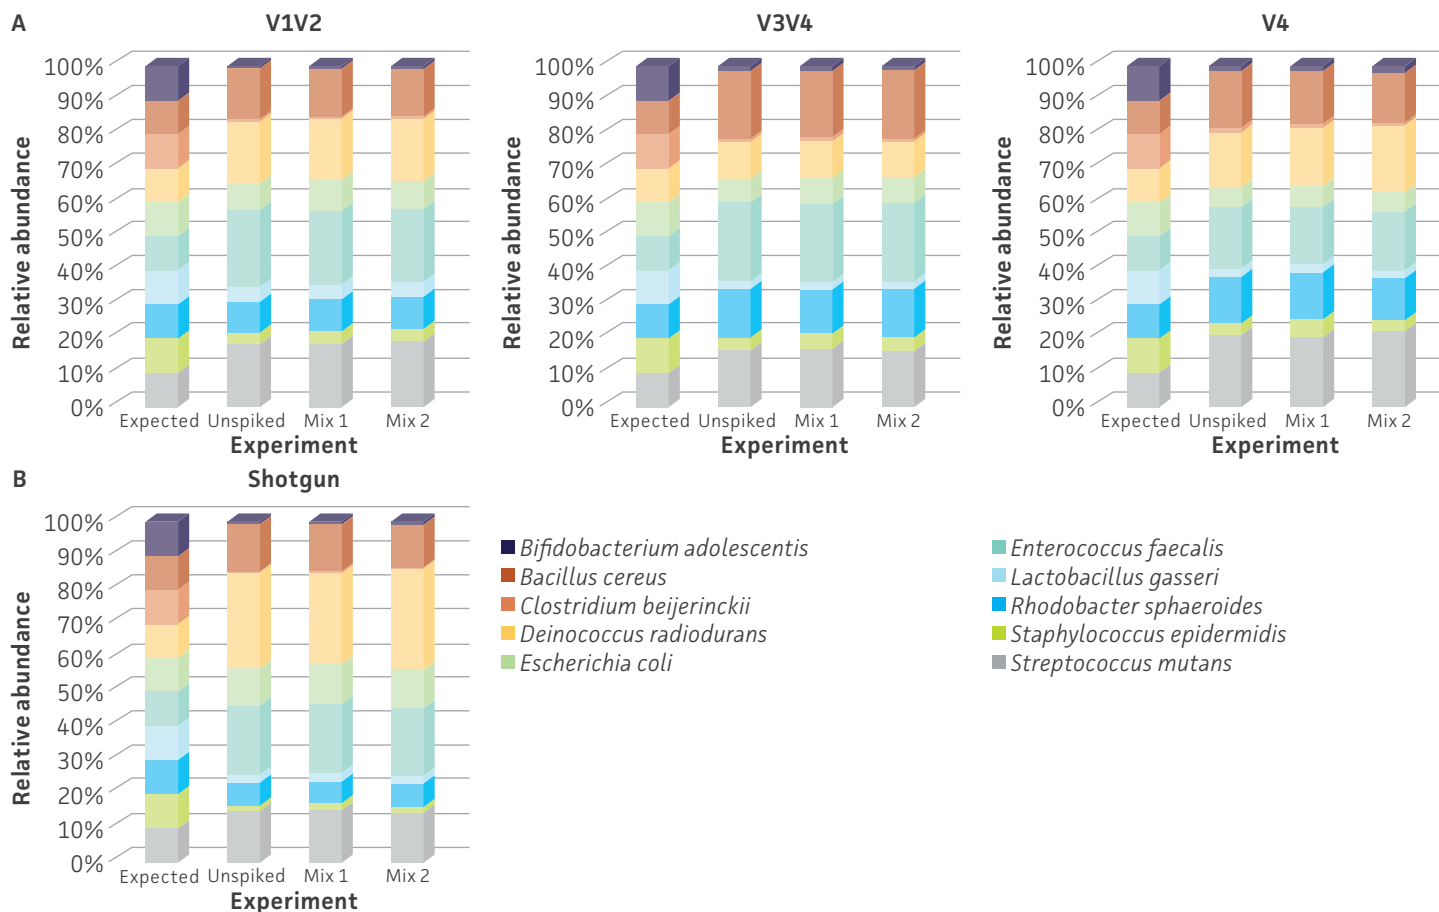 A
V1V2
Relative abundance
100%
90%
80%
70%
60%
50%
40%
30%
20%
10%
0%
Expected Unspiked Mix 1 Mix 2
Experiment
V3V4
Relative abundance
100%
90%
80%
70%
60%
50%
40%
30%
20%
10%
0%
Expected Unspiked Mix 1 Mix 2
Experiment
V4
Relative abundance
100%
90%
80%
70%
60%
50%
40%
30%
20%
10%
0%
Expected Unspiked Mix 1 Mix 2
Experiment
B
Shotgun
Relative abundance
100%
90%
80%
70%
60%
50%
40%
30%
20%
10%
0%
Expected Unspiked Mix 1 Mix 2
Experiment
Bifidobacterium adolescentis
Bacillus cereus
Clostridium beijerinckii
Deinococcus radiodurans
Escherichia coli
Enterococcus faecalis
Lactobacillus gasseri
Rhodobacter sphaeroides
Staphylococcus epidermidis
Streptococcus mutans